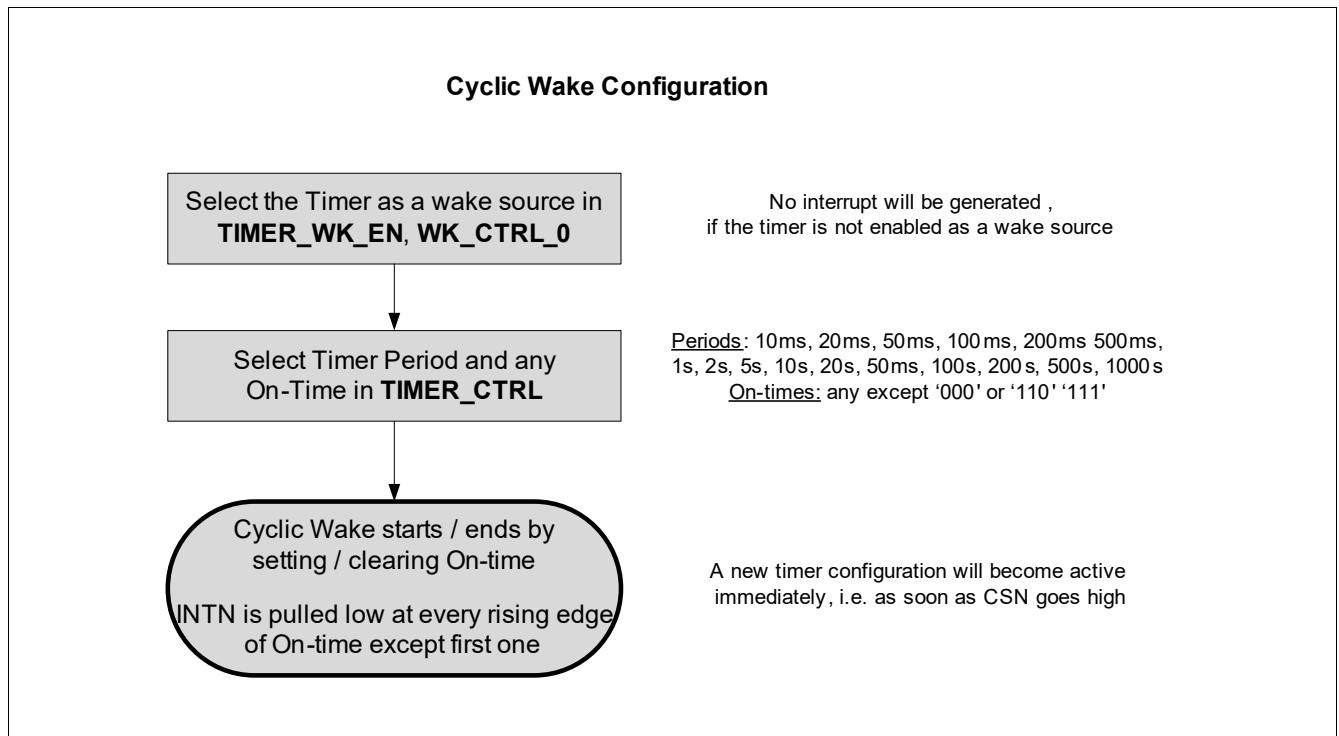 Cyclic Wake Configuration
Select the Timer as a wake source in
TIMER_WK_EN, WK_CTRL_0
No interrupt will be generated ,
if the timer is not enabled as a wake source
Select Timer Period and any
On-Time in TIMER_CTRL
Periods: 10ms, 20ms, 50ms, 100ms, 200ms 500ms,
1s, 2s, 5s, 10s, 20s, 50ms, 100s, 200s, 500s, 1000s
On-times: any except ‘000' or ‘110' ‘111'
Cyclic Wake starts / ends by
setting / clearing On-time
INTN is pulled low at every rising edge
of On-time except first one
A new timer configuration will become active
immediately, i.e. as soon as CSN goes high